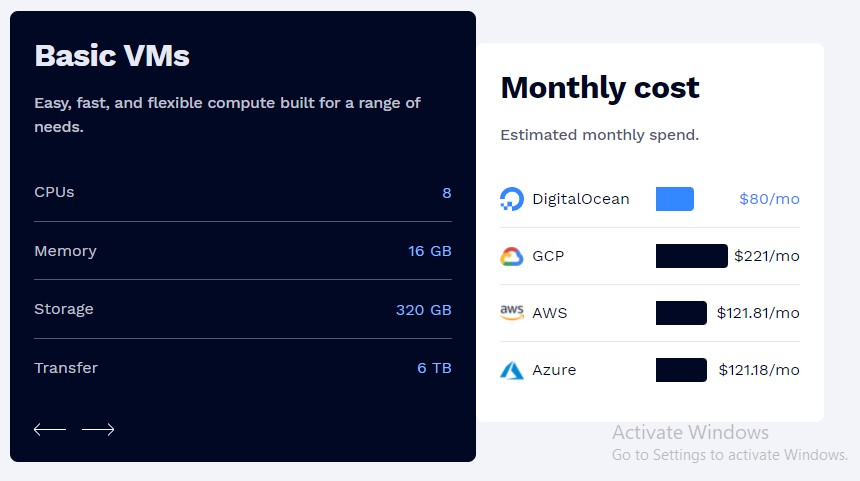 Basic VMs
Easy, fast, and flexible compute built for a range of
needs.
CPUs 8
Memory 16 GB
Storage 320 GB
Transfer 6 TB
Monthly cost
Estimated monthly spend.
DigitalOcean $80/mo
GCP $221/mo
aws AWS $121.81/mo
Azure $121.18/mo
Activate Windows
Go to Settings to activate Windows.